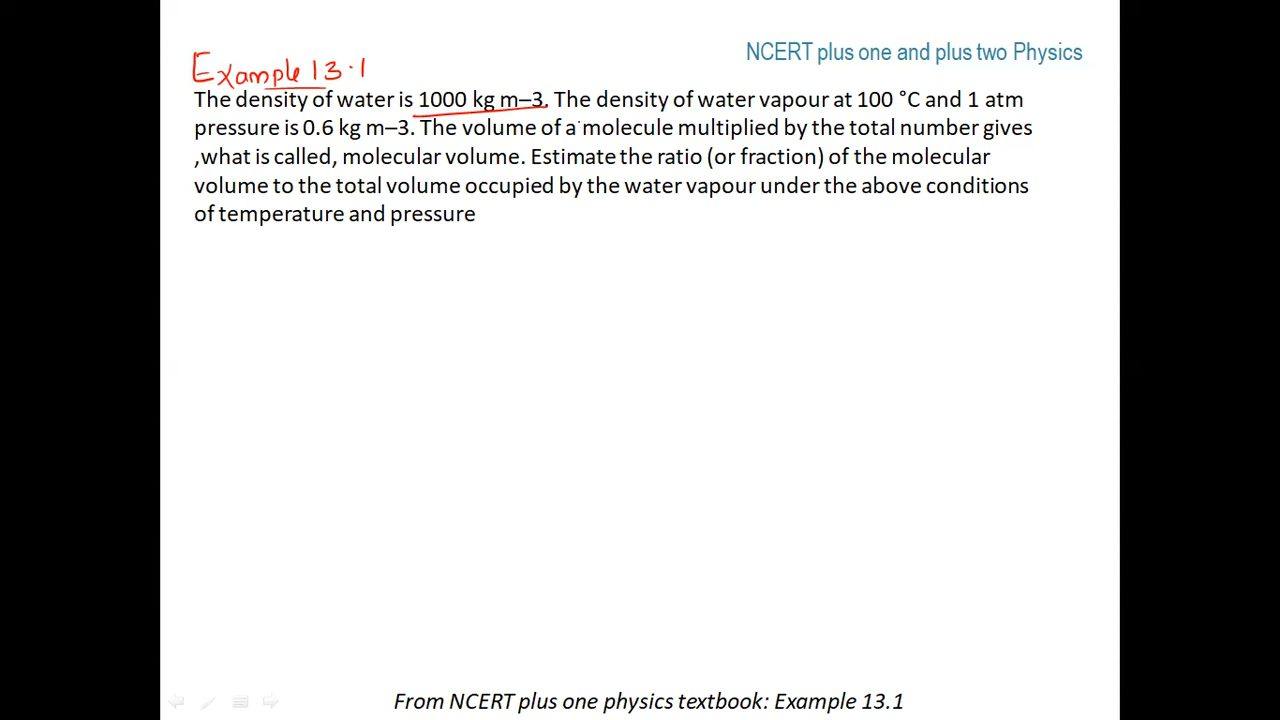 NCERT plus one and plus two Physics
Example 13.1
The density of water is 1000 kg m–3. The density of water vapour at 100 °C and 1 atm
pressure is 0.6 kg m–3. The volume of a molecule multiplied by the total number gives
,what is called, molecular volume. Estimate the ratio (or fraction) of the molecular
volume to the total volume occupied by the water vapour under the above conditions
of temperature and pressure
From NCERT plus one physics textbook: Example 13.1